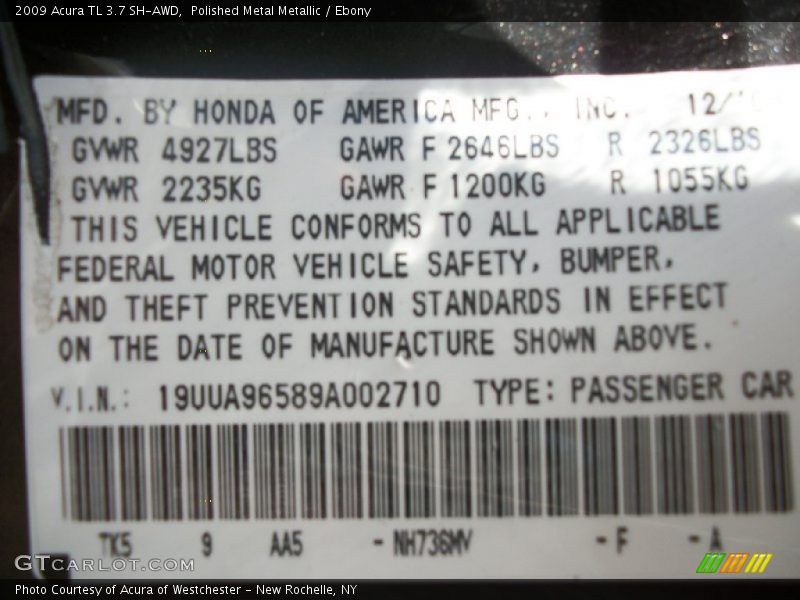 2009 Acura TL 3.7 SH-AWD,  Polished Metal Metallic / Ebony
MFD. BY HONDA OF AMERICA MFG., INC. 12/
GVWR 4927LBS GAWR F 2646LBS R 2326LBS
GVWR 2235KG GAWR F 1200KG R 1055KG
THIS VEHICLE CONFORMS TO ALL APPLICABLE
FEDERAL MOTOR VEHICLE SAFETY, BUMPER,
AND THEFT PREVENTION STANDARDS IN EFFECT
ON THE DATE OF MANUFACTURE SHOWN ABOVE.
V.I.N.: 19UUA96589A002710 TYPE: PASSENGER CAR
TK5 9 AA5 - NH736MV - F - A
GTCARLOT.COM
Photo Courtesy of Acura of Westchester - New Rochelle, NY